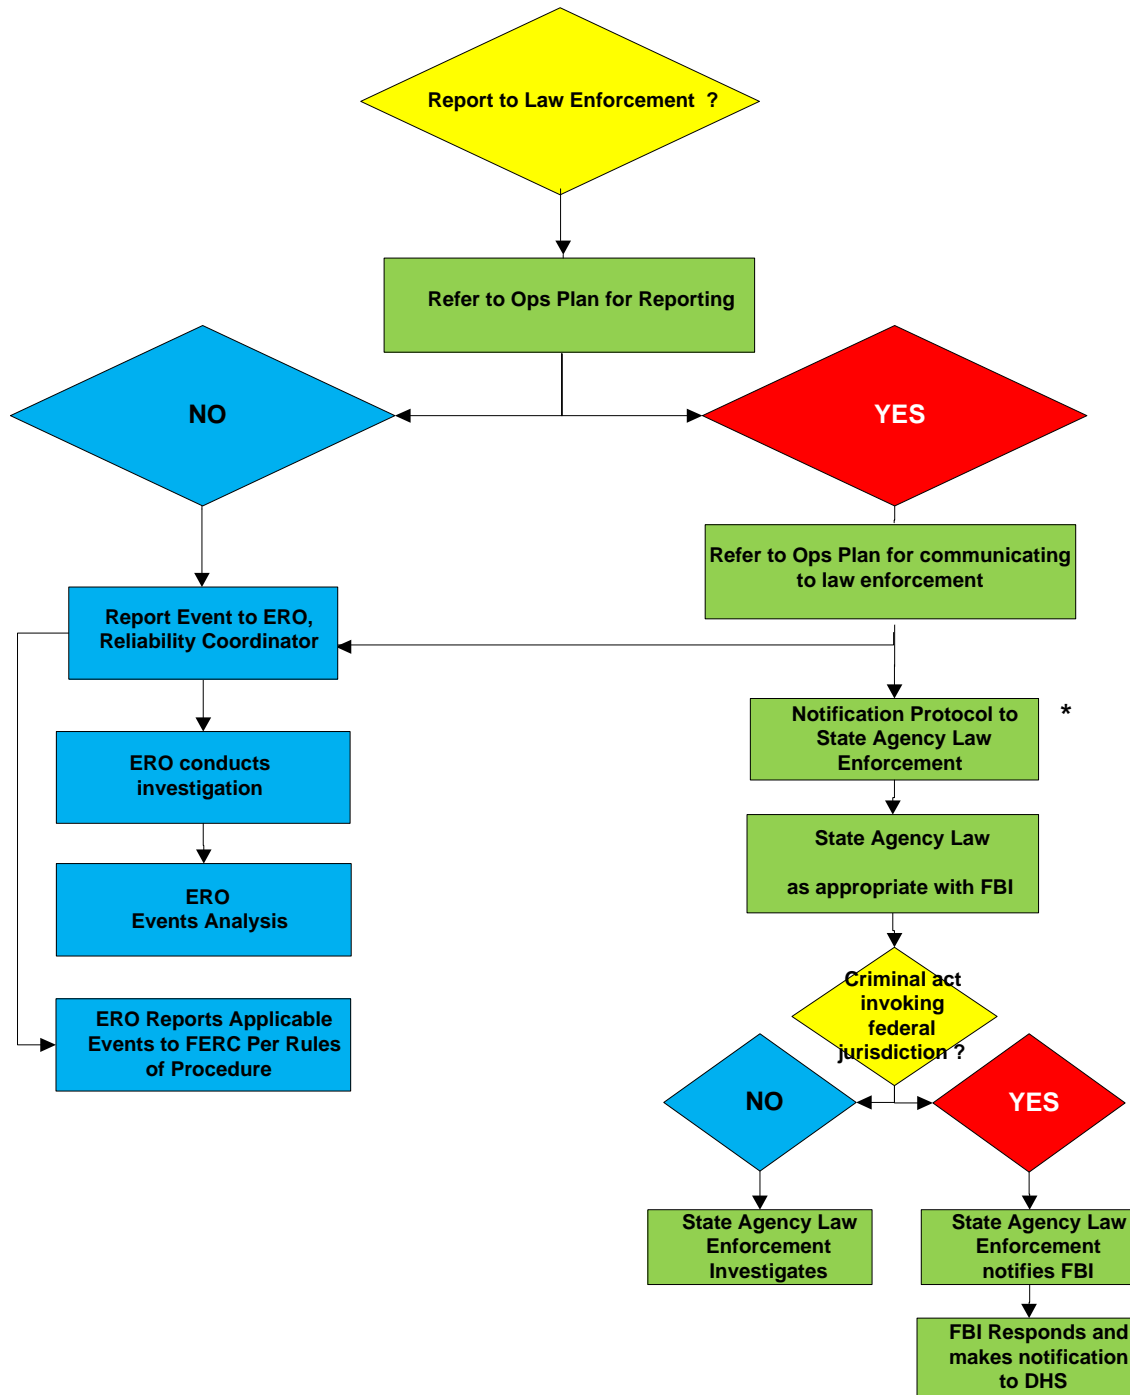 Report to Law Enforcement ?
Refer to Ops Plan for Reporting
NO
YES
Refer to Ops Plan for communicating
to law enforcement
Report Event to ERO,
Reliability Coordinator
Notification Protocol to
State Agency Law
Enforcement
*
ERO conducts
investigation
State Agency Law
as appropriate with FBI
ERO
Events Analysis
Criminal act
invoking
federal
jurisdiction ?
ERO Reports Applicable
Events to FERC Per Rules
of Procedure
NO
YES
State Agency Law
Enforcement
Investigates
State Agency Law
Enforcement
notifies FBI
FBI Responds and
makes notification
to DHS